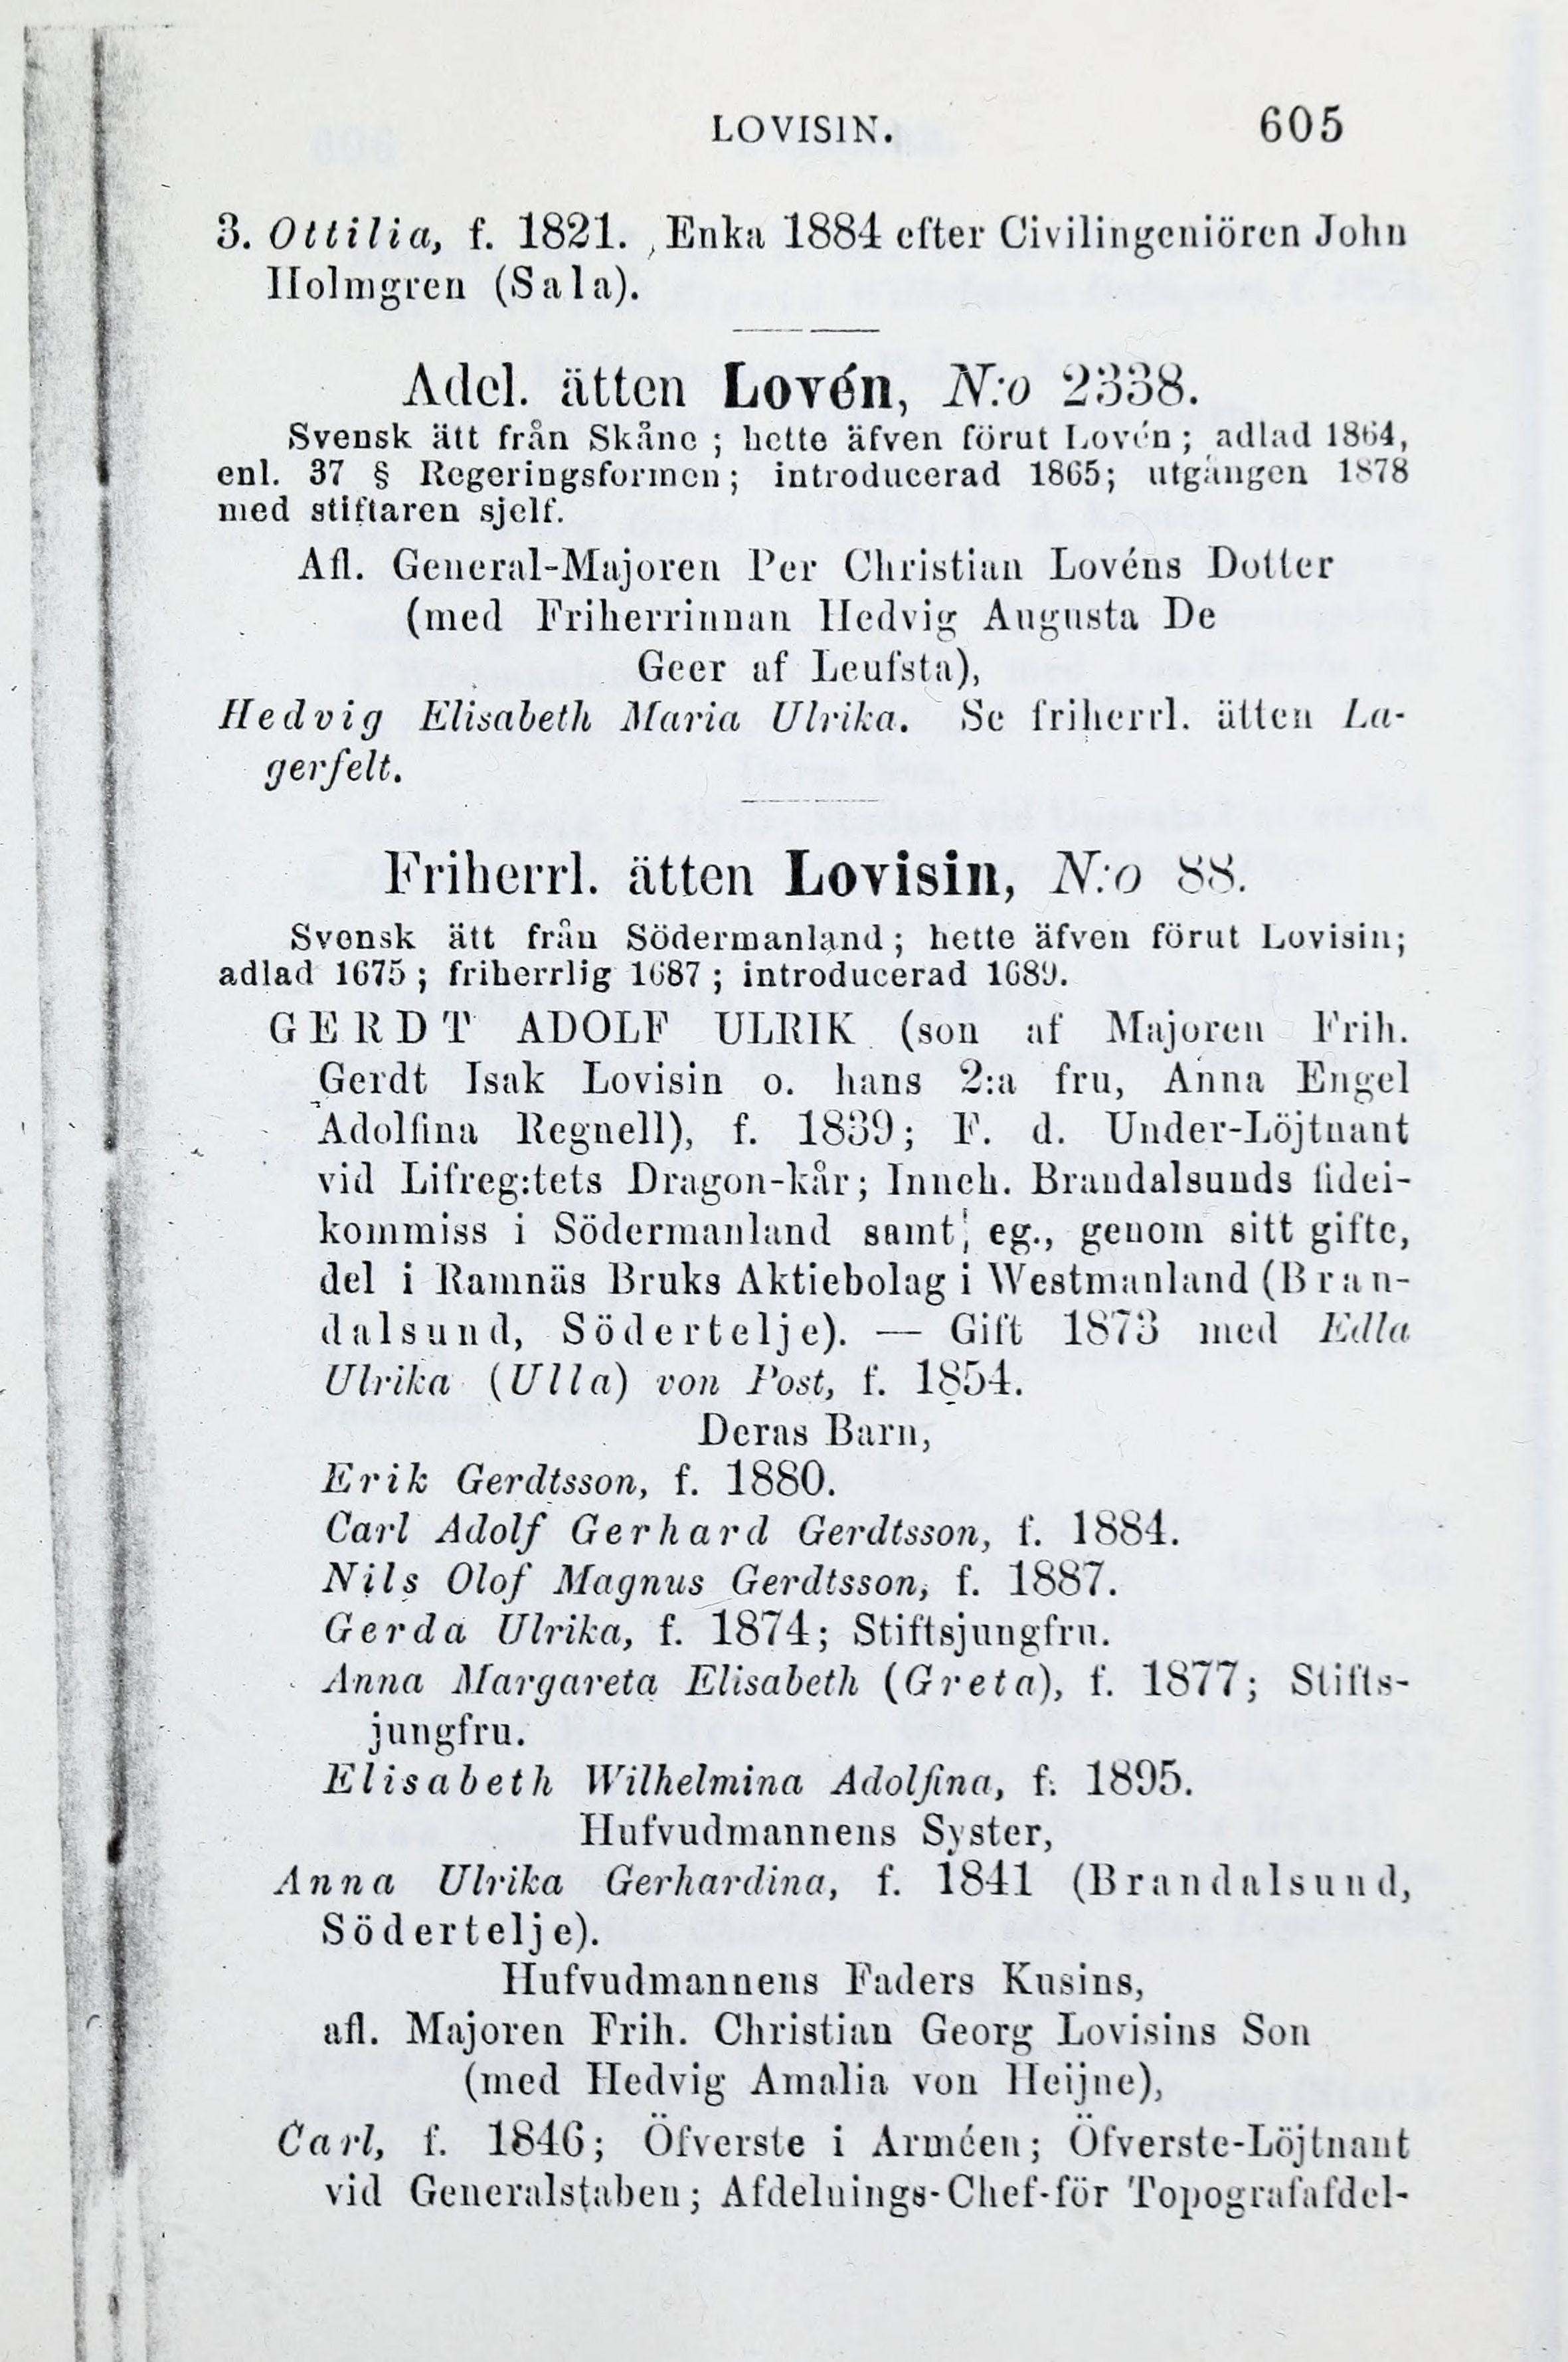 LOVISIN. 605
3. Ottilia, f. 1821. Enka 1884 efter Civilingeniören John
Holmgren (Sala).
Adel. ätten Lovén, N:o 2338.
Svensk ätt från Skåne; hette äfven förut Lovén; adlad 1864,
enl. 37 § Regeringsformen; introducerad 1865; utgången 1878
med stiftaren sjelf.
Afl. General-Majoren Per Christian Lovéns Dotter
(med Friherrinnan Hedvig Augusta De
Geer af Leufsta),
Hedvig Elisabeth Maria Ulrika. Se friherrl. ätten La-
gerfelt.
Friherrl. ätten Lovisin, N:o 88.
Svensk ätt från Södermanland; hette äfven förut Lovisin;
adlad 1675; friherrlig 1687; introducerad 1689.
GERDT ADOLF ULRIK (son af Majoren Frih.
Gerdt Isak Lovisin o. hans 2:a fru, Anna Engel
Adolfina Regnell), f. 1839; F. d. Under-Löjtnant
vid Lifreg:tets Dragon-kår; Inneh. Brandalsunds fidei-
kommiss i Södermanland samt eg., genom sitt gifte,
del i Ramnäs Bruks Aktiebolag i Westmanland (Bran-
dalsund, Södertelje). — Gift 1873 med Edla
Ulrika (Ulla) von Post, f. 1854.
Deras Barn,
Erik Gerdtsson, f. 1880.
Carl Adolf Gerhard Gerdtsson, f. 1884.
Nils Olof Magnus Gerdtsson, f. 1887.
Gerda Ulrika, f. 1874; Stiftsjungfru.
Anna Margareta Elisabeth (Greta), f. 1877; Stifts-
jungfru.
Elisabeth Wilhelmina Adolfina, f. 1895.
Hufvudmannens Syster,
Anna Ulrika Gerhardina, f. 1841 (Brandalsund,
Södertelje).
Hufvudmannens Faders Kusins,
afl. Majoren Frih. Christian Georg Lovisins Son
(med Hedvig Amalia von Heijne),
Carl, f. 1846; Öfverste i Arméen; Öfverste-Löjtnant
vid Generalstaben; Afdelnings-Chef för Topografafdel-